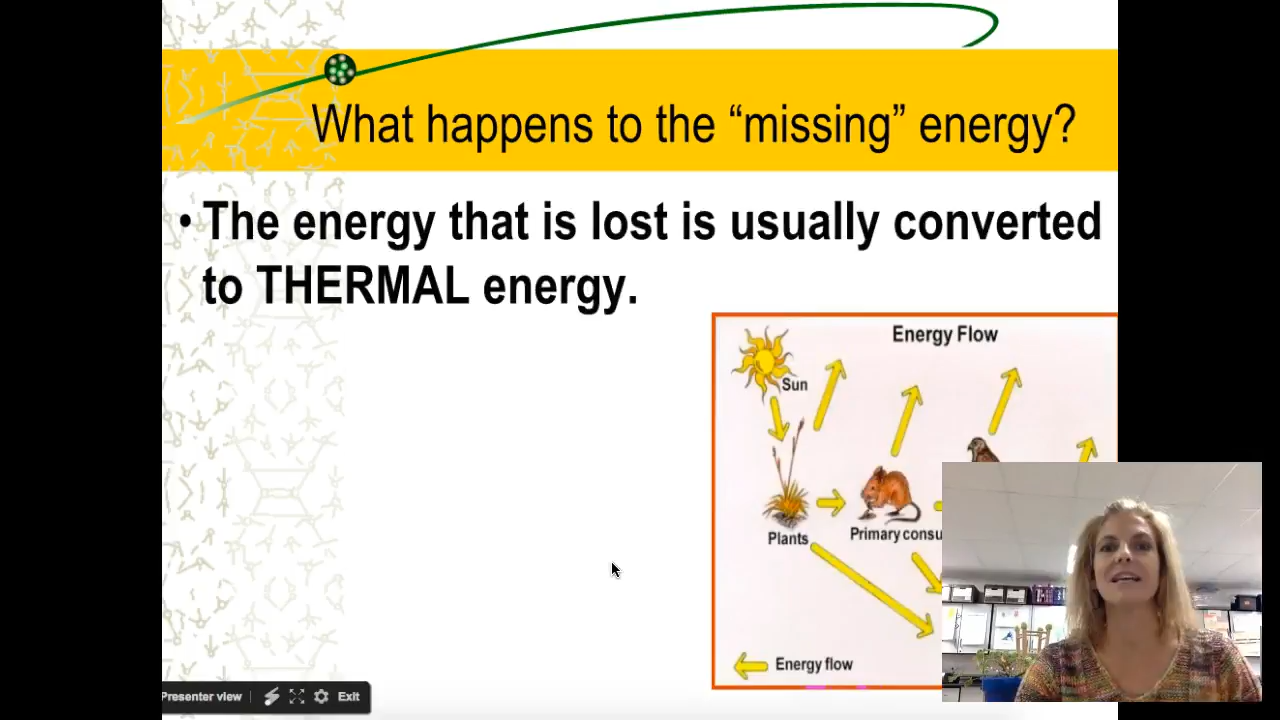 What happens to the “missing” energy?
• The energy that is lost is usually converted
to THERMAL energy.
Energy Flow
Sun
Plants
Primary consu
Energy flow
Presenter view
Exit